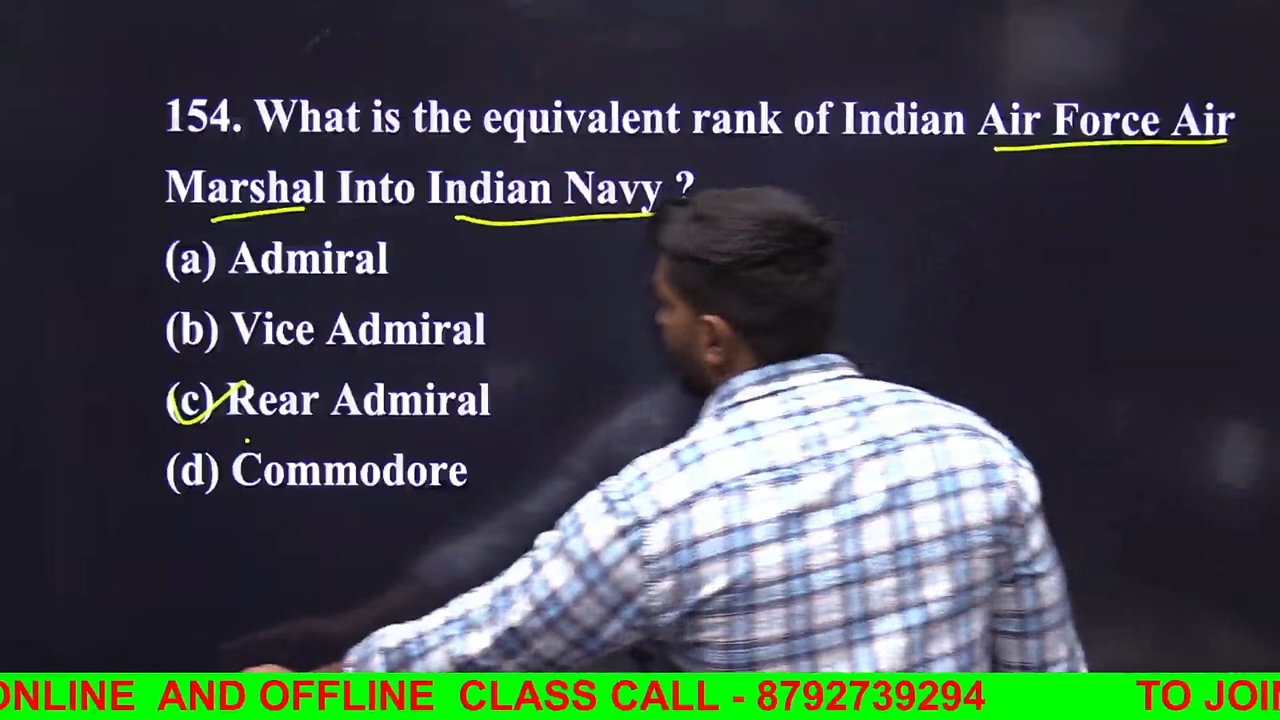 154. What is the equivalent rank of Indian Air Force Air
Marshal Into Indian Navy ?
(a) Admiral
(b) Vice Admiral
(c) Rear Admiral
(d) Commodore
ONLINE AND OFFLINE CLASS CALL - 8792739294 TO JOI